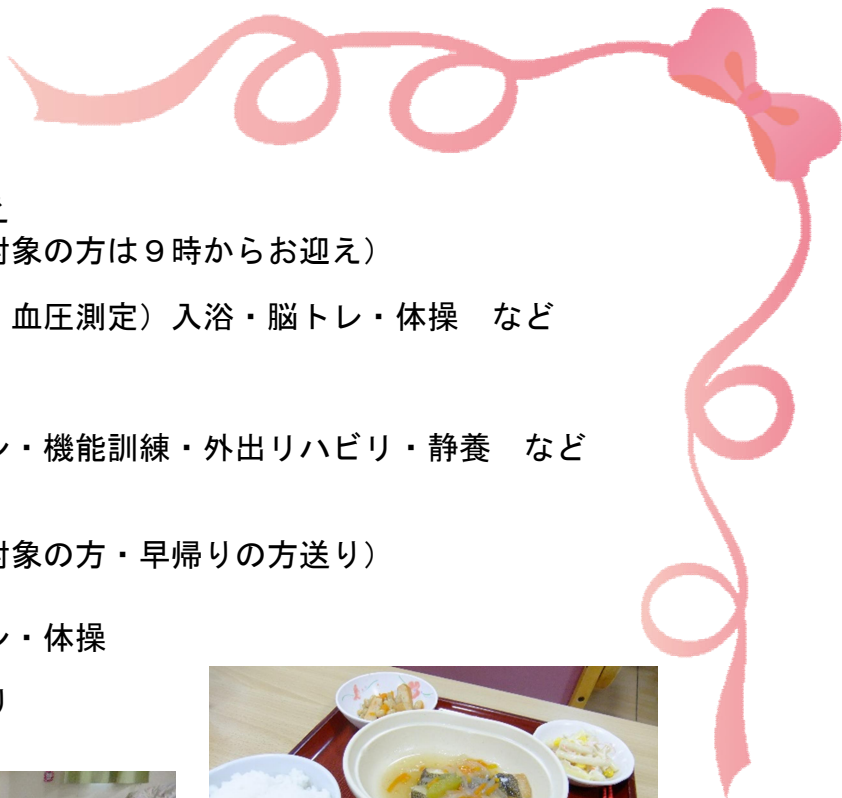 対象の方は９時からお迎え）
血圧測定）入浴・脳トレ・体操　など
・機能訓練・外出リハビリ・静養　など
対象の方・早帰りの方送り）
・体操